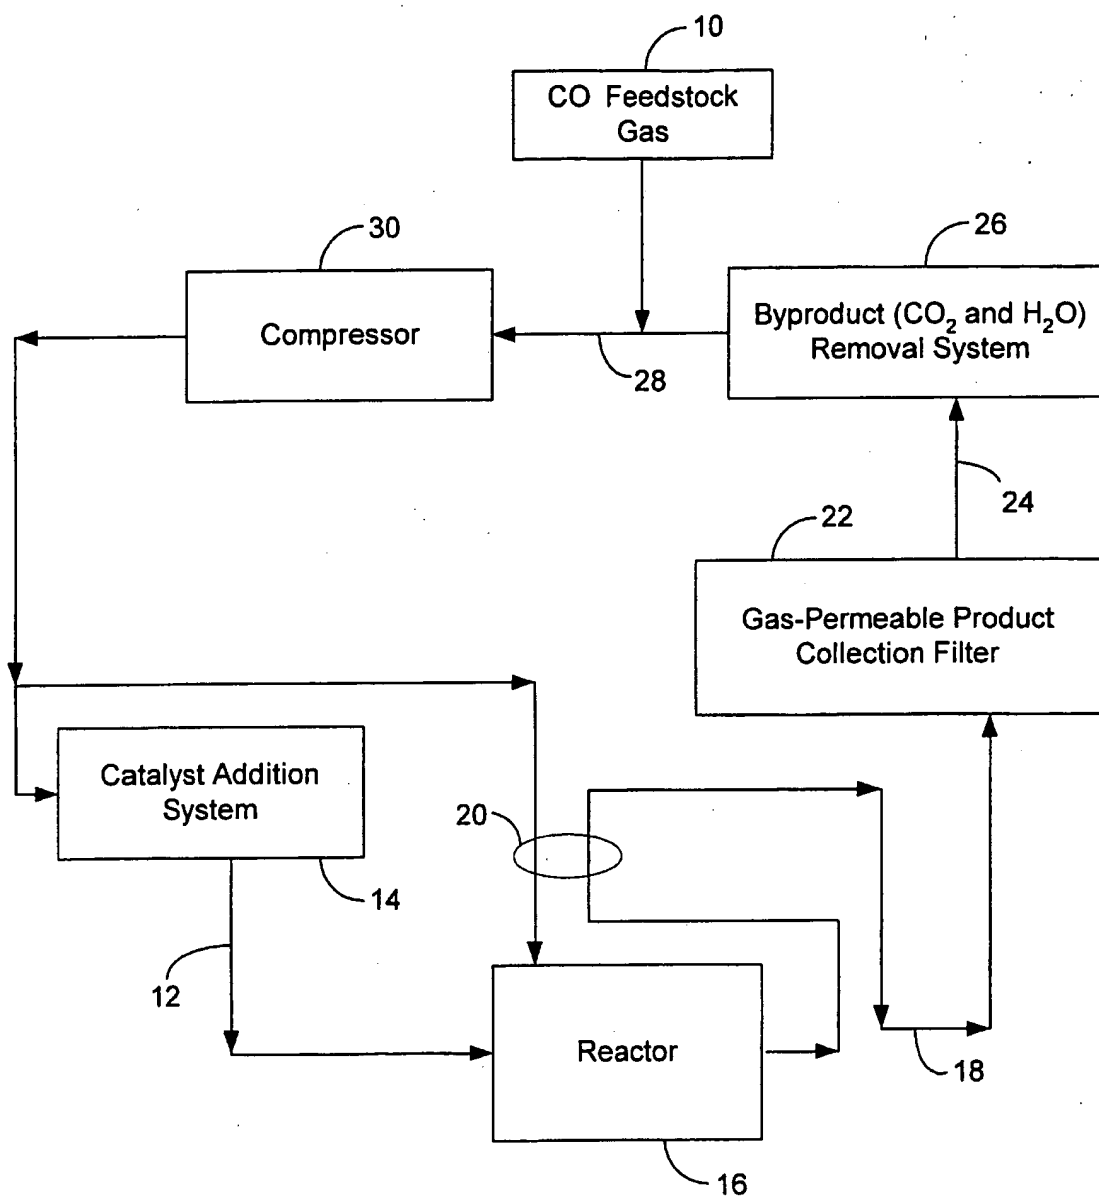 10
CO Feedstock
Gas
30
26
Compressor
Byproduct (CO₂ and H₂O)
Removal System
28
24
22
Gas-Permeable Product
Collection Filter
Catalyst Addition
System
20
14
12
Reactor
18
16